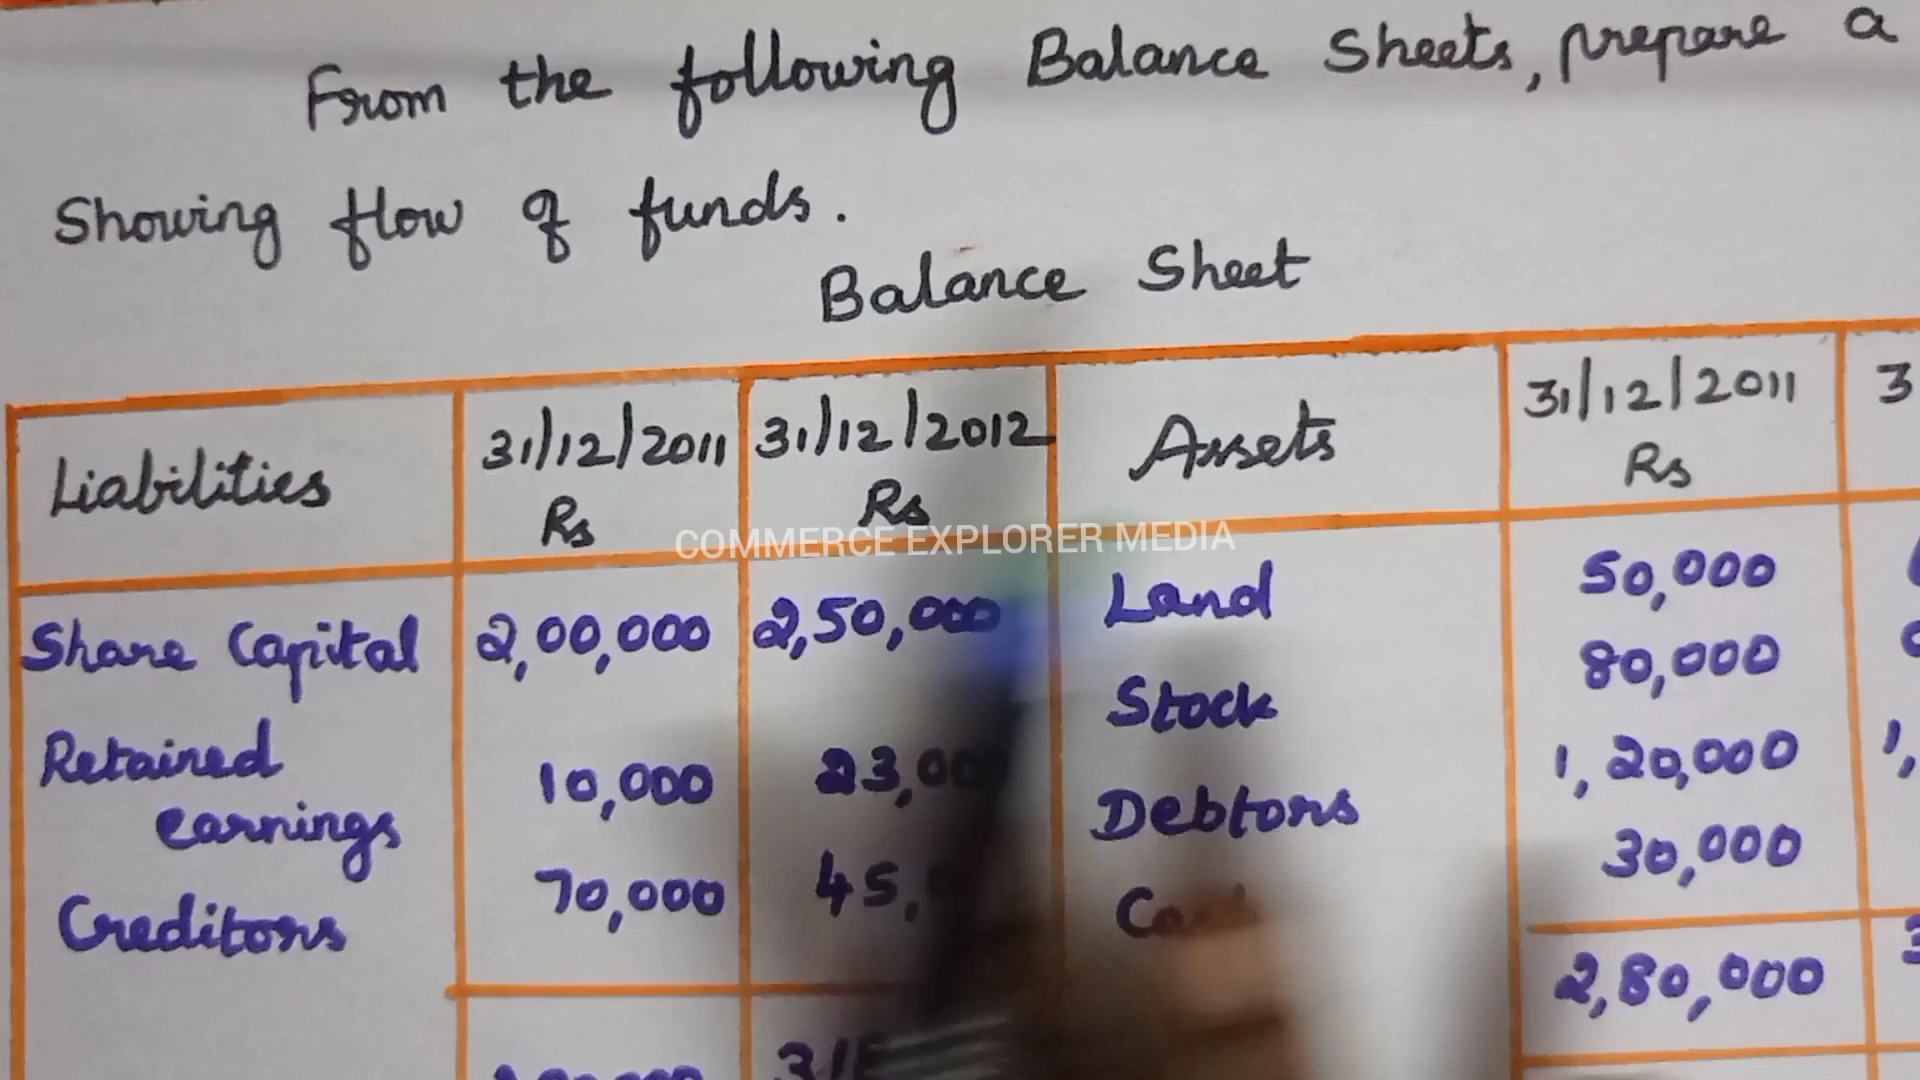 From the following Balance Sheets, prepare a
Showing flow of funds.
Balance Sheet
Liabilities 31/12/2011 Rs 31/12/2012 Rs Assets 31/12/2011 Rs
COMMERCE EXPLORER MEDIA
Share Capital 2,00,000 2,50,000 Land 50,000
Stock 80,000
Retained earnings 10,000 Debtors 1,20,000
Creditors 70,000 30,000
2,80,000